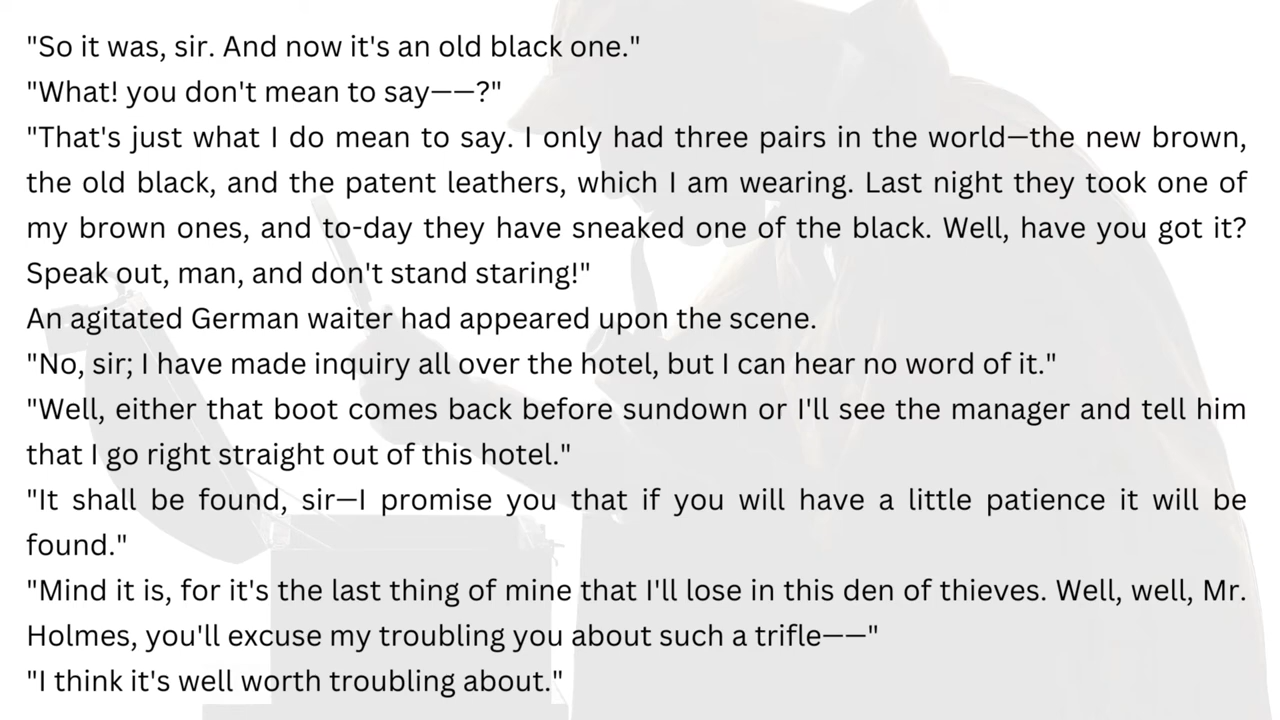 "So it was, sir. And now it's an old black one."
"What! you don't mean to say——?"
"That's just what I do mean to say. I only had three pairs in the world—the new brown,
the old black, and the patent leathers, which I am wearing. Last night they took one of
my brown ones, and to-day they have sneaked one of the black. Well, have you got it?
Speak out, man, and don't stand staring!"
An agitated German waiter had appeared upon the scene.
"No, sir; I have made inquiry all over the hotel, but I can hear no word of it."
"Well, either that boot comes back before sundown or I'll see the manager and tell him
that I go right straight out of this hotel."
"It shall be found, sir—I promise you that if you will have a little patience it will be
found."
"Mind it is, for it's the last thing of mine that I'll lose in this den of thieves. Well, well, Mr.
Holmes, you'll excuse my troubling you about such a trifle——"
"I think it's well worth troubling about."